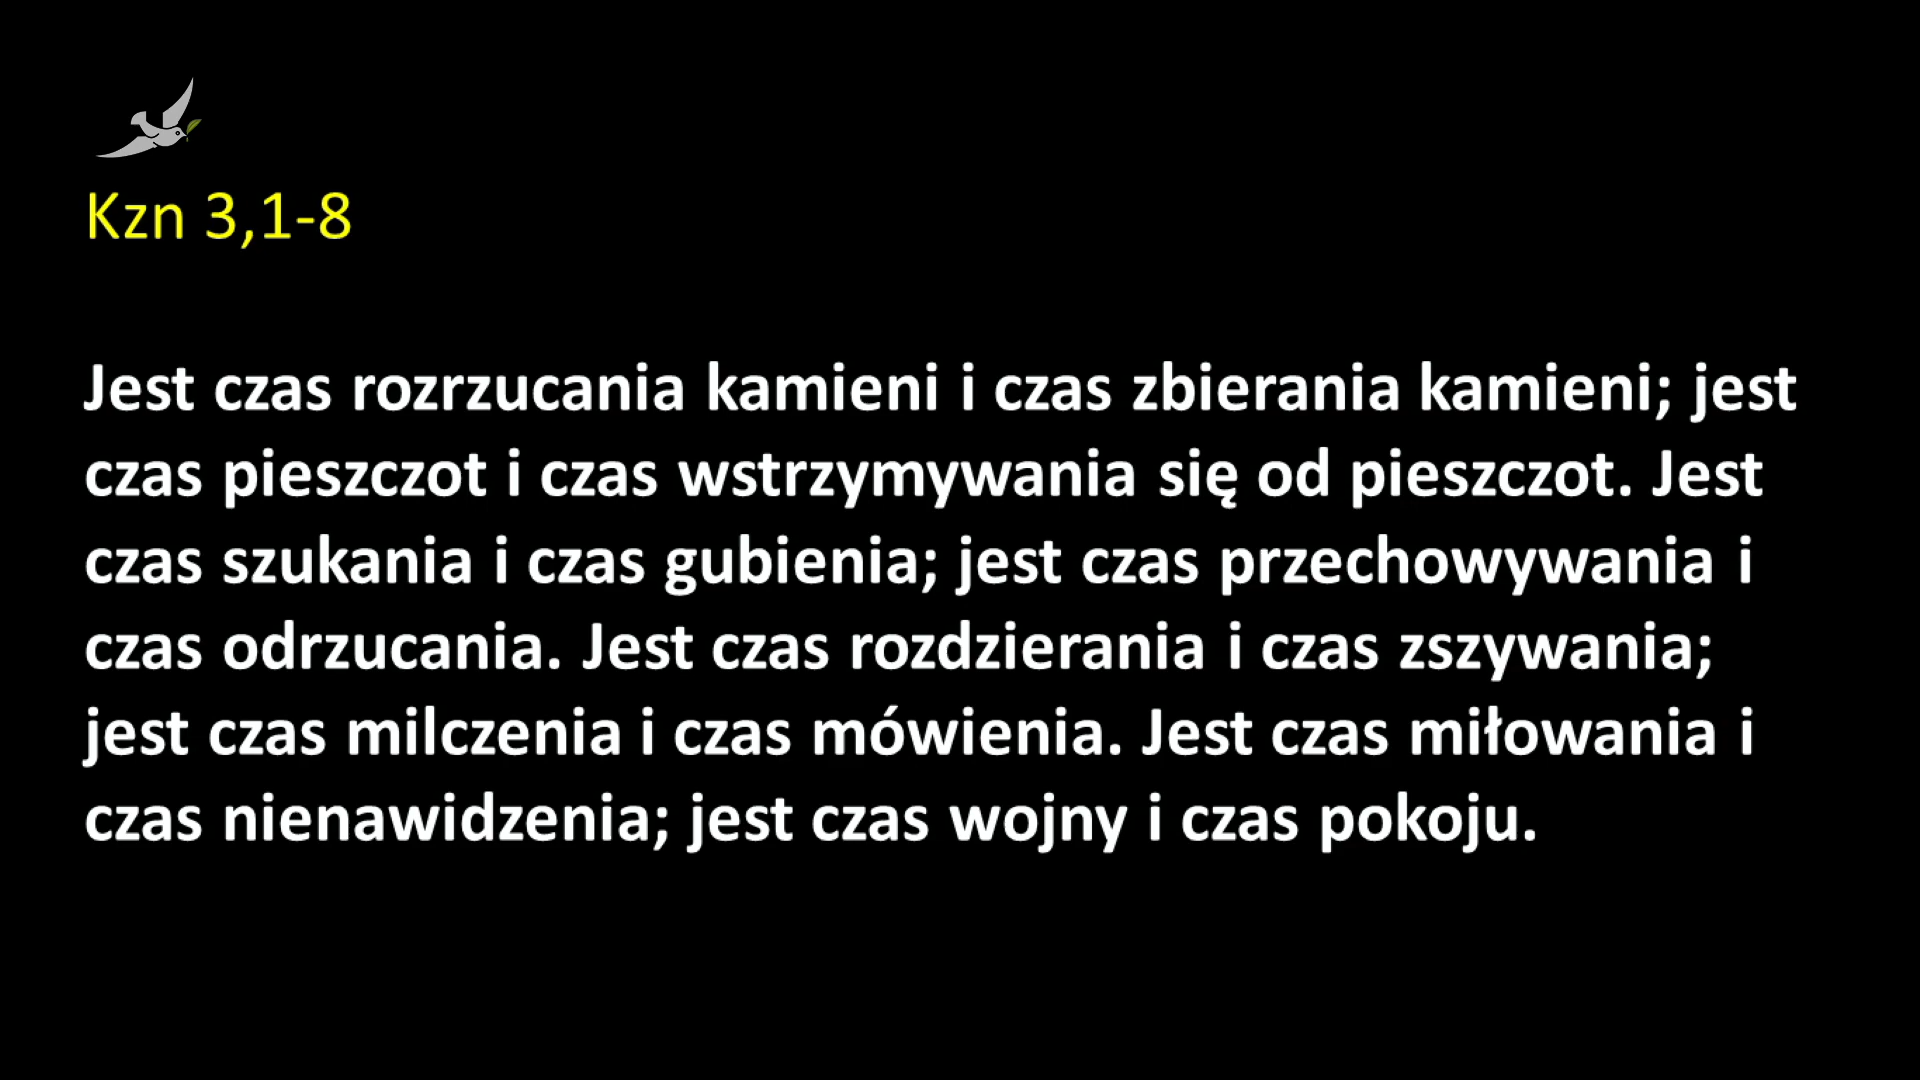 Kzn 3,1-8
Jest czas rozrzucania kamieni i czas zbierania kamieni; jest
czas pieszczot i czas wstrzymywania się od pieszczot. Jest
czas szukania i czas gubienia; jest czas przechowywania i
czas odrzucania. Jest czas rozdzierania i czas zszywania;
jest czas milczenia i czas mówienia. Jest czas miłowania i
czas nienawidzenia; jest czas wojny i czas pokoju.